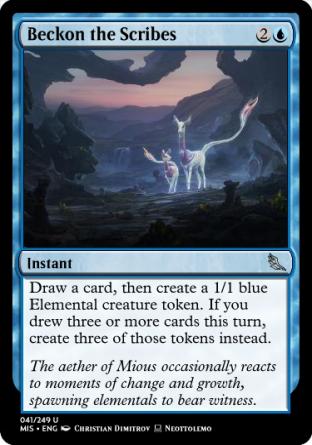 Beckon the Scribes 2
Instant
Draw a card, then create a 1/1 blue
Elemental creature token. If you
drew three or more cards this turn,
create three of those tokens instead.
The aether of Mious occasionally reacts
to moments of change and growth,
spawning elementals to bear witness.
041/249 U
MIS • ENG Christian Dimitrov Neottolemo